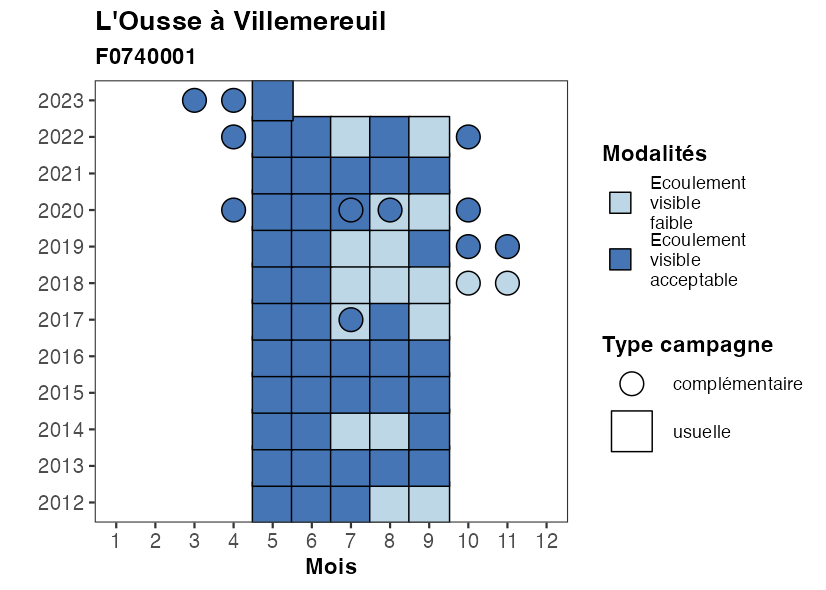 L'Ousse à Villemereuil
F0740001
2023
2022
2021
2020
2019
2018
2017
2016
2015
2014
2013
2012
1 2 3 4 5 6 7 8 9 10 11 12
Mois
Modalités
Ecoulement
visible
faible
Ecoulement
visible
acceptable
Type campagne
complémentaire
usuelle